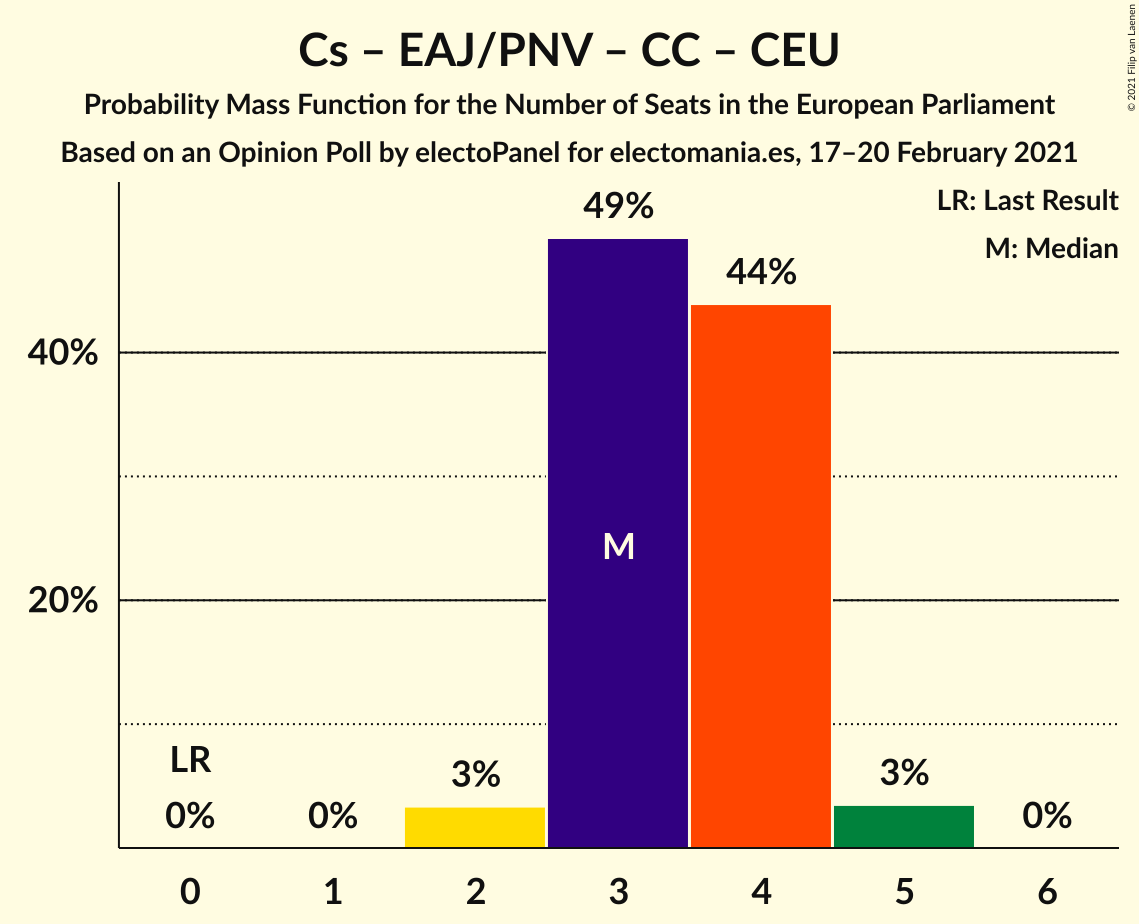 Cs – EAJ/PNV – CC – CEU
Probability Mass Function for the Number of Seats in the European Parliament
Based on an Opinion Poll by electoPanel for electomania.es, 17–20 February 2021
© 2021 Filip van Laenen
LR: Last Result
M: Median
49%
44%
40%
M
20%
LR
3%
3%
0%
0%
0%
0 1 2 3 4 5 6